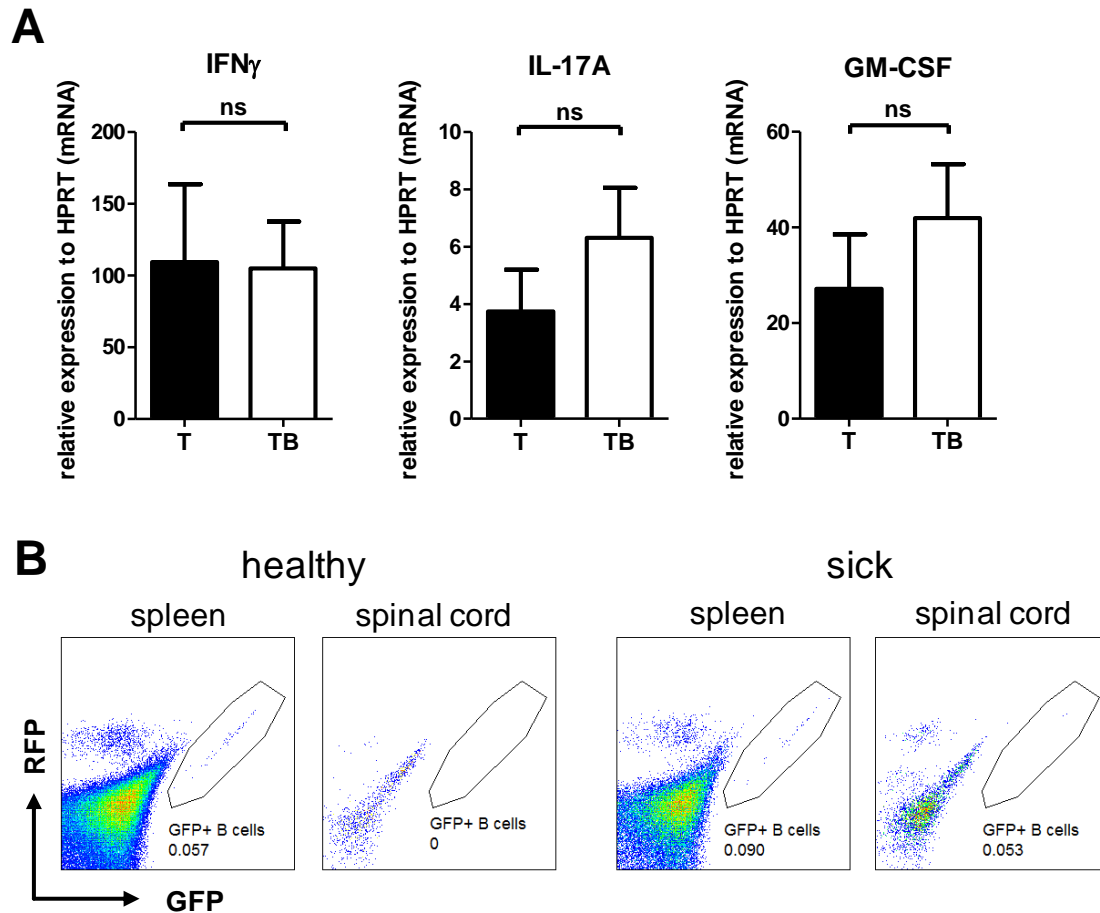 A
IFNγ
IL-17A
GM-CSF
ns
ns
ns
relative expression to HPRT (mRNA)
200
150
100
50
0
T
TB
relative expression to HPRT (mRNA)
10
8
6
4
2
0
T
TB
relative expression to HPRT (mRNA)
60
40
20
0
T
TB
B
healthy
sick
spleen
spinal cord
spleen
spinal cord
RFP
GFP
GFP+ B cells
0.057
GFP+ B cells
0
GFP+ B cells
0.090
GFP+ B cells
0.053